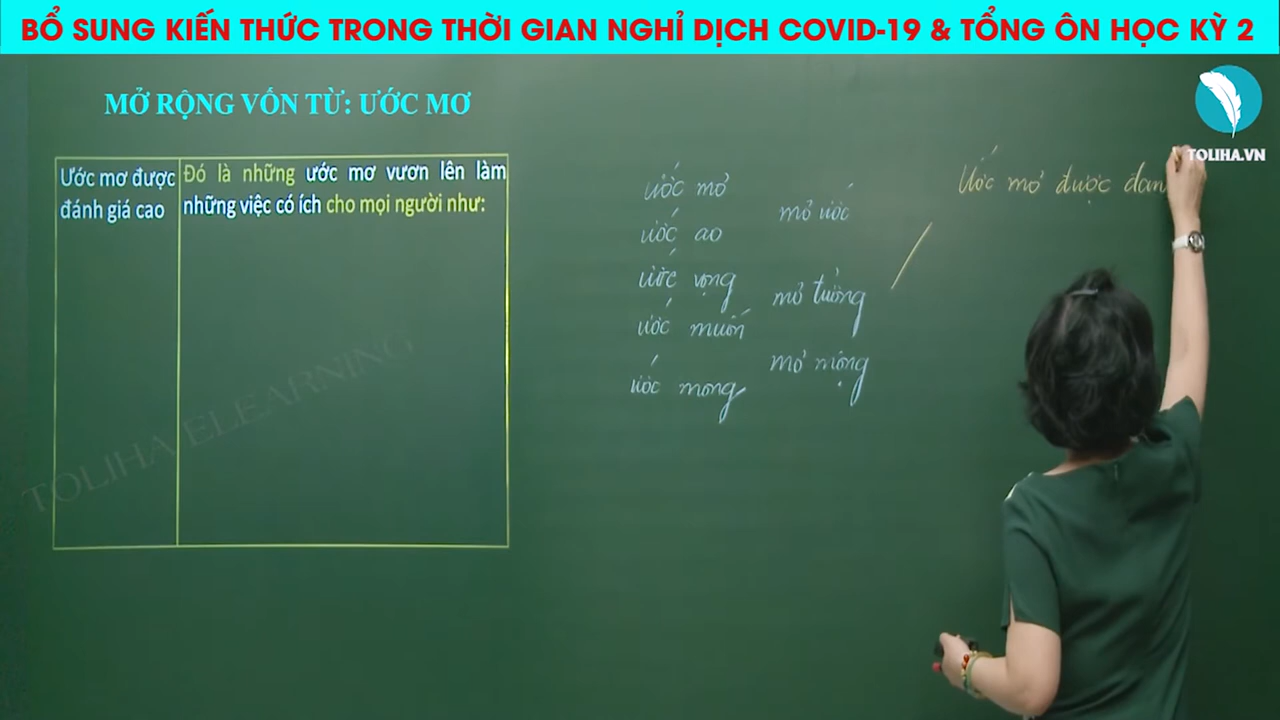 BỔ SUNG KIẾN THỨC TRONG THỜI GIAN NGHỈ DỊCH COVID-19 & TỔNG ÔN HỌC KỲ 2
MỞ RỘNG VỐN TỪ: ƯỚC MƠ
Ước mơ được
đánh giá cao
Đó là những ước mơ vươn lên làm
những việc có ích cho mọi người như:
ước mơ
ước ao
ước vọng
ước muốn
ước mong
mơ ước
mơ tưởng
mơ mộng
Ước mơ được đan
TOLIHA.VN
TOLIHA ELEARNING